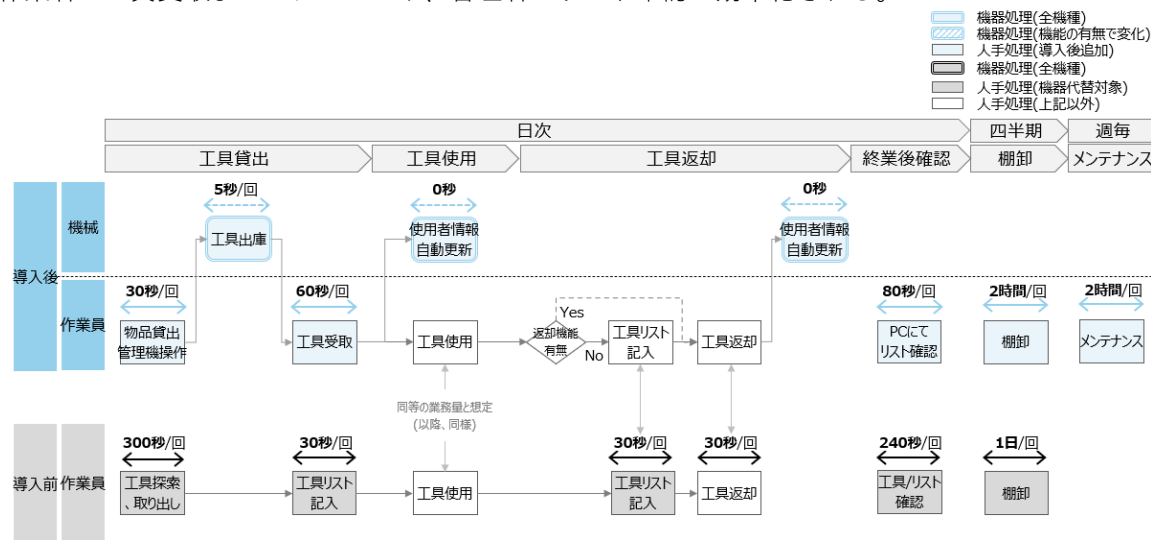 機器処理(全機種)
機器処理(機能の有無で変化)
人手処理(導入後追加)
機器処理(全機種)
人手処理(機器代替対象)
人手処理(上記以外)
日次
四半期
週毎
工具貸出
工具使用
工具返却
終業後確認
棚卸
メンテナンス
導入後
機械
5秒/回
工具出庫
0秒
使用者情報
自動更新
0秒
使用者情報
自動更新
作業員
30秒/回
物品貸出
管理機操作
60秒/回
工具受取
工具使用
Yes
返却機能
有無
No
工具リスト
記入
工具返却
80秒/回
PCにて
リスト確認
2時間/回
棚卸
2時間/回
メンテナンス
同等の業務量と想定
(以降、同様)
導入前
作業員
300秒/回
工具探索
、取り出し
30秒/回
工具リスト
記入
工具使用
30秒/回
工具リスト
記入
30秒/回
工具返却
240秒/回
工具/リスト
確認
1日/回
棚卸